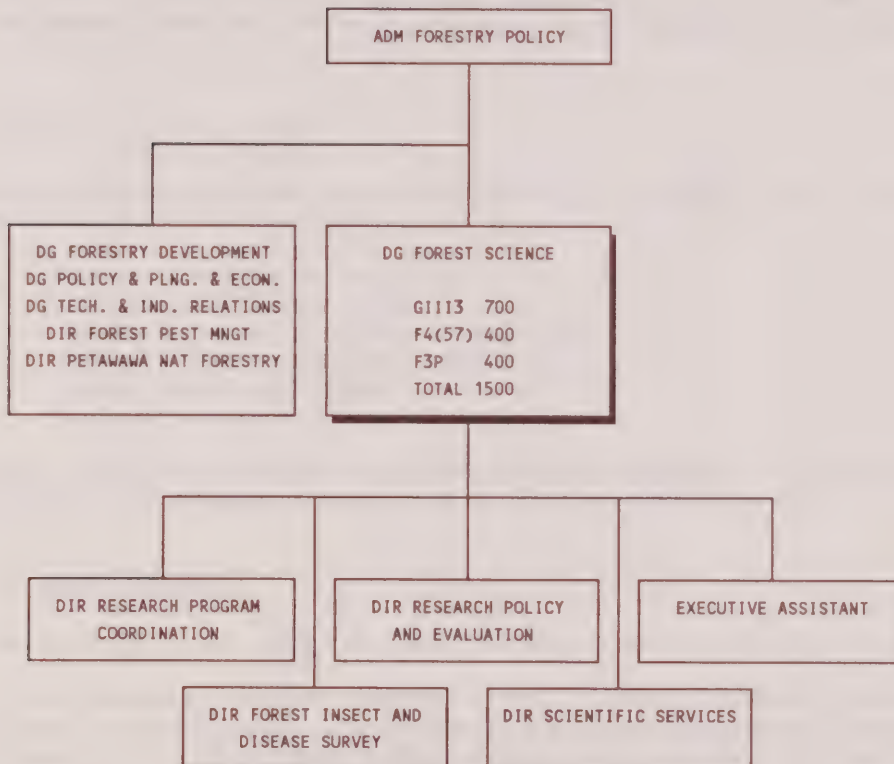 ADM FORESTRY POLICY
DG FORESTRY DEVELOPMENT
DG POLICY & PLNG. & ECON.
DG TECH. & IND. RELATIONS
DIR FOREST PEST MNGT
DIR PETAWAWA NAT FORESTRY
DG FOREST SCIENCE
GIII3 700
F4(57) 400
F3P 400
TOTAL 1500
DIR RESEARCH PROGRAM
COORDINATION
DIR RESEARCH POLICY
AND EVALUATION
EXECUTIVE ASSISTANT
DIR FOREST INSECT AND
DISEASE SURVEY
DIR SCIENTIFIC SERVICES